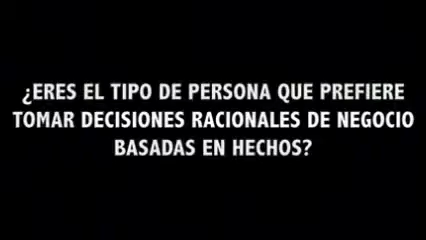 ¿ERES EL TIPO DE PERSONA QUE PREFIERE
TOMAR DECISIONES RACIONALES DE NEGOCIO
BASADAS EN HECHOS?